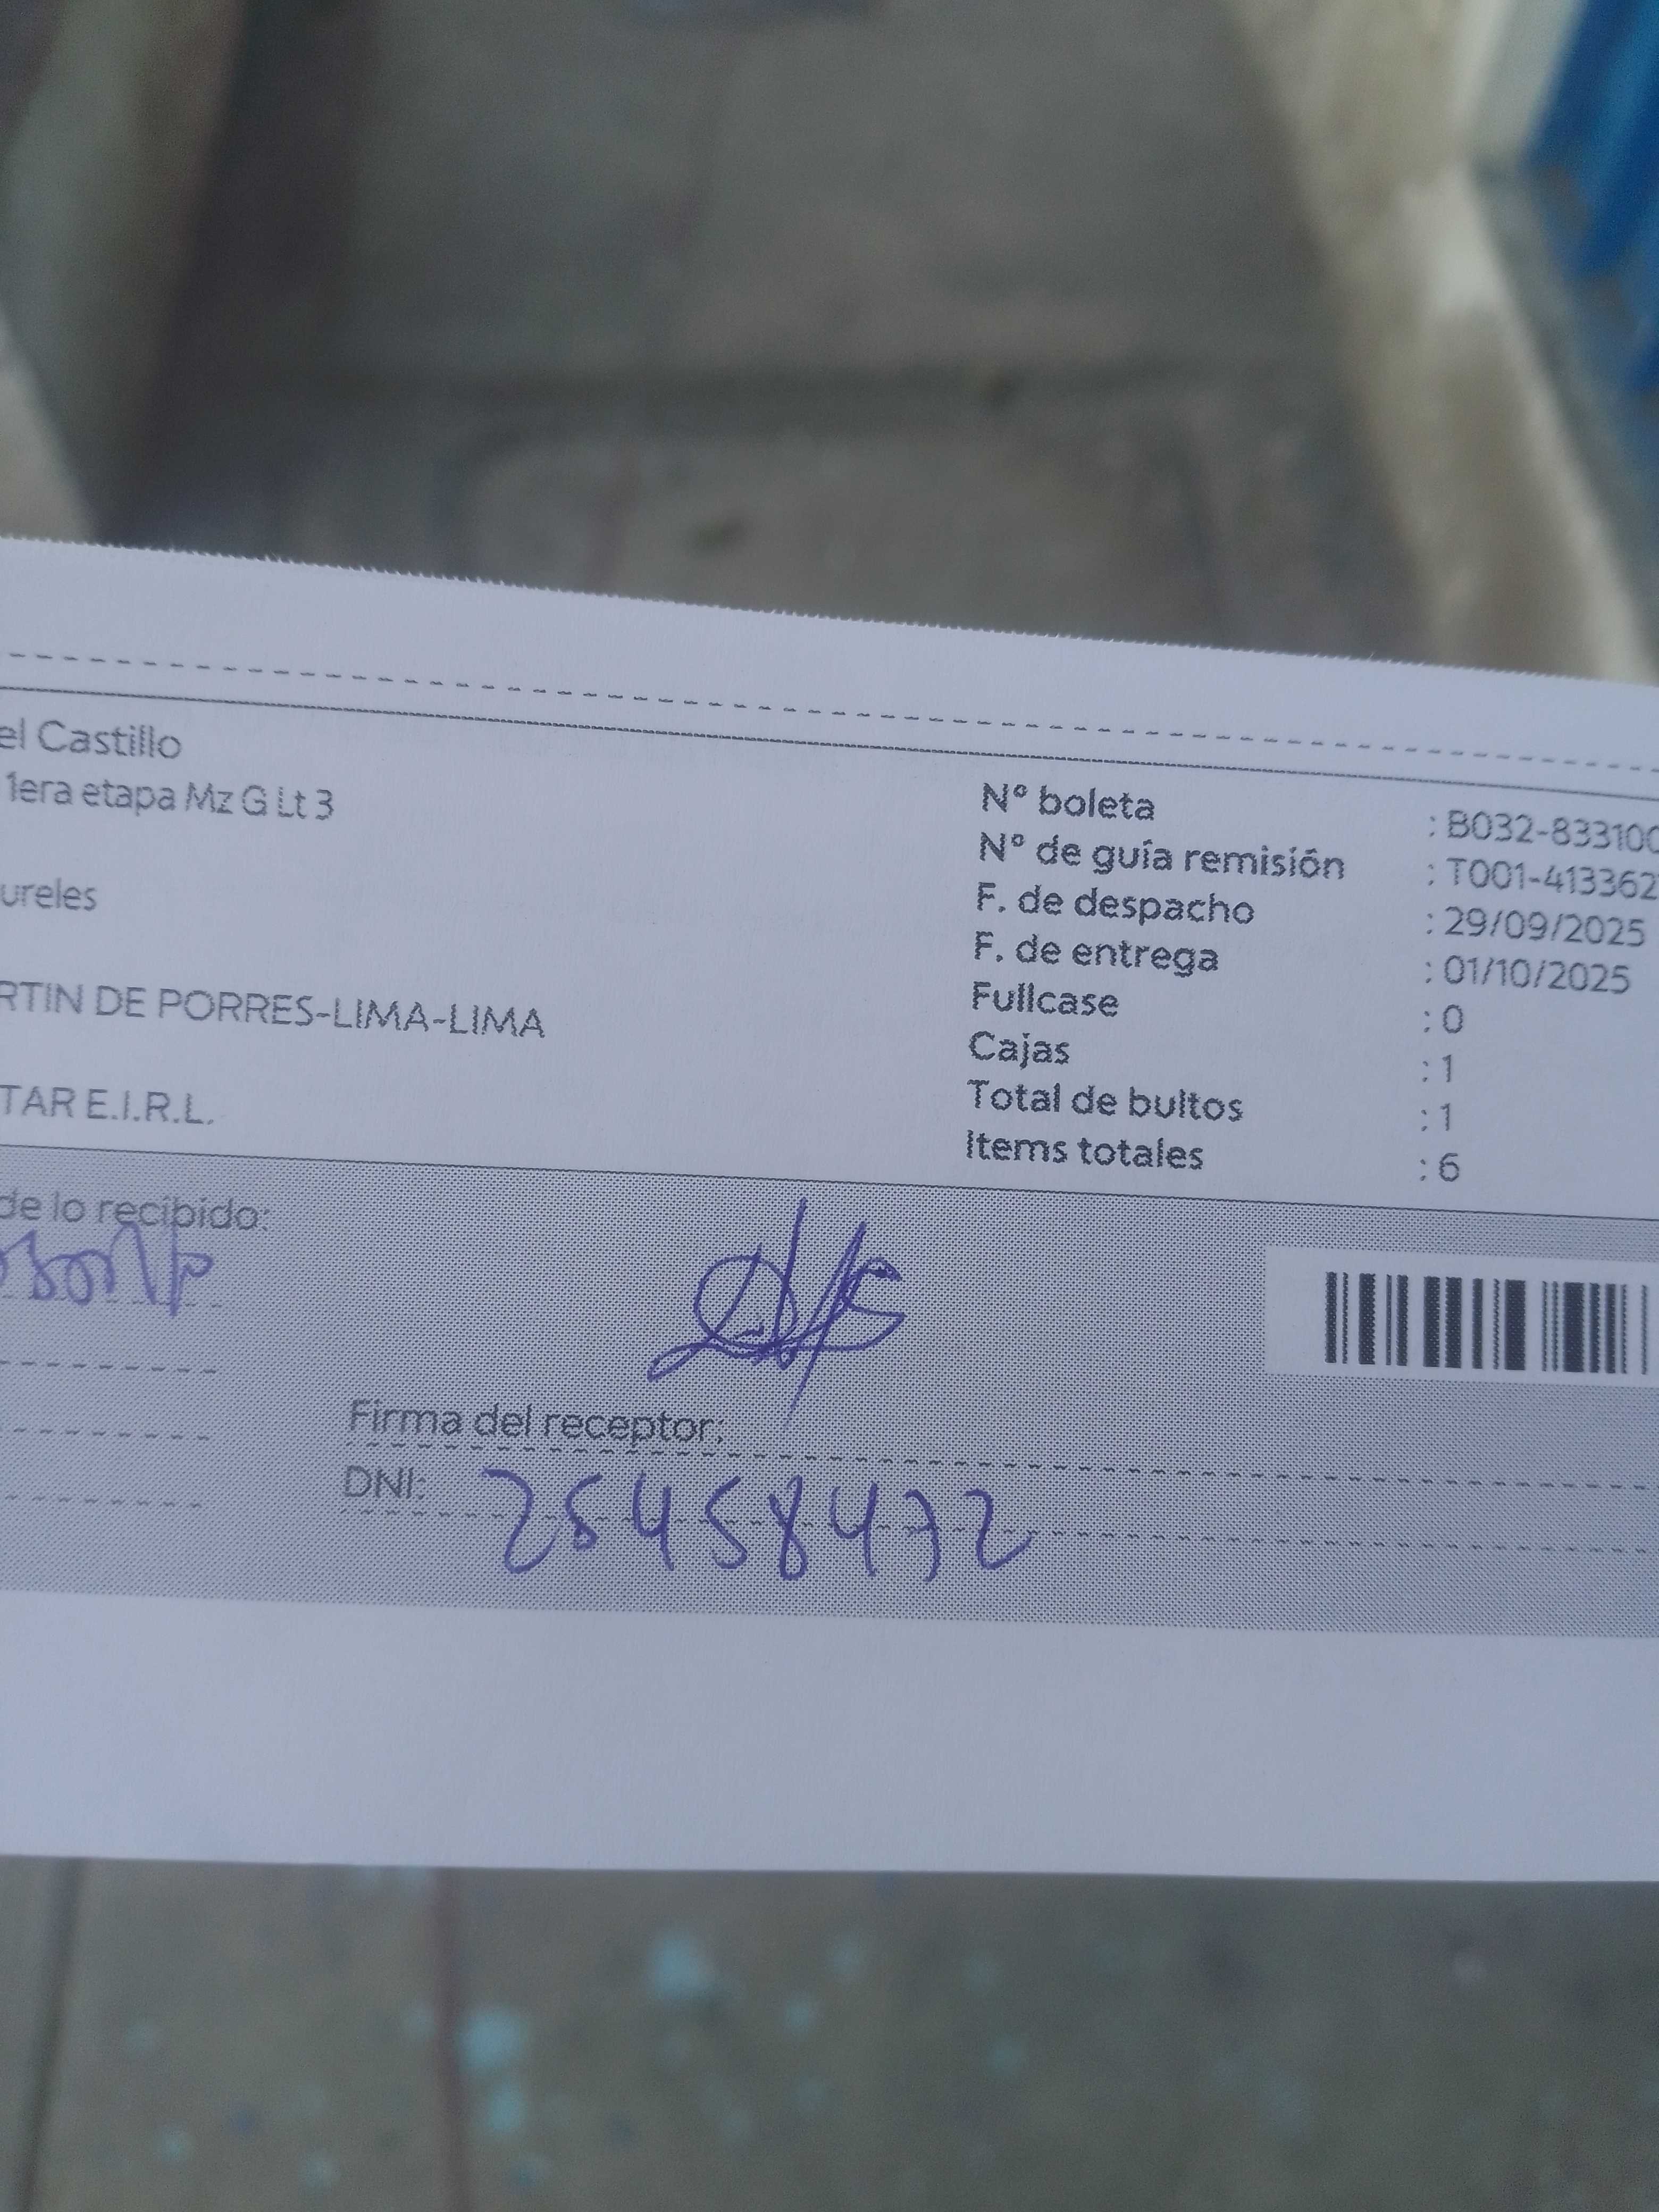 el Castillo
1era etapa Mz G Lt 3
ureles
RTIN DE PORRES-LIMA-LIMA
TAR E.I.R.L.
N° boleta : B032-833100
N° de guía remisión : T001-413362
F. de despacho : 29/09/2025
F. de entrega : 01/10/2025
Fullcase : 0
Cajas : 1
Total de bultos : 1
Items totales : 6
de lo recibido:
Firma del receptor:
DNI: 25458472